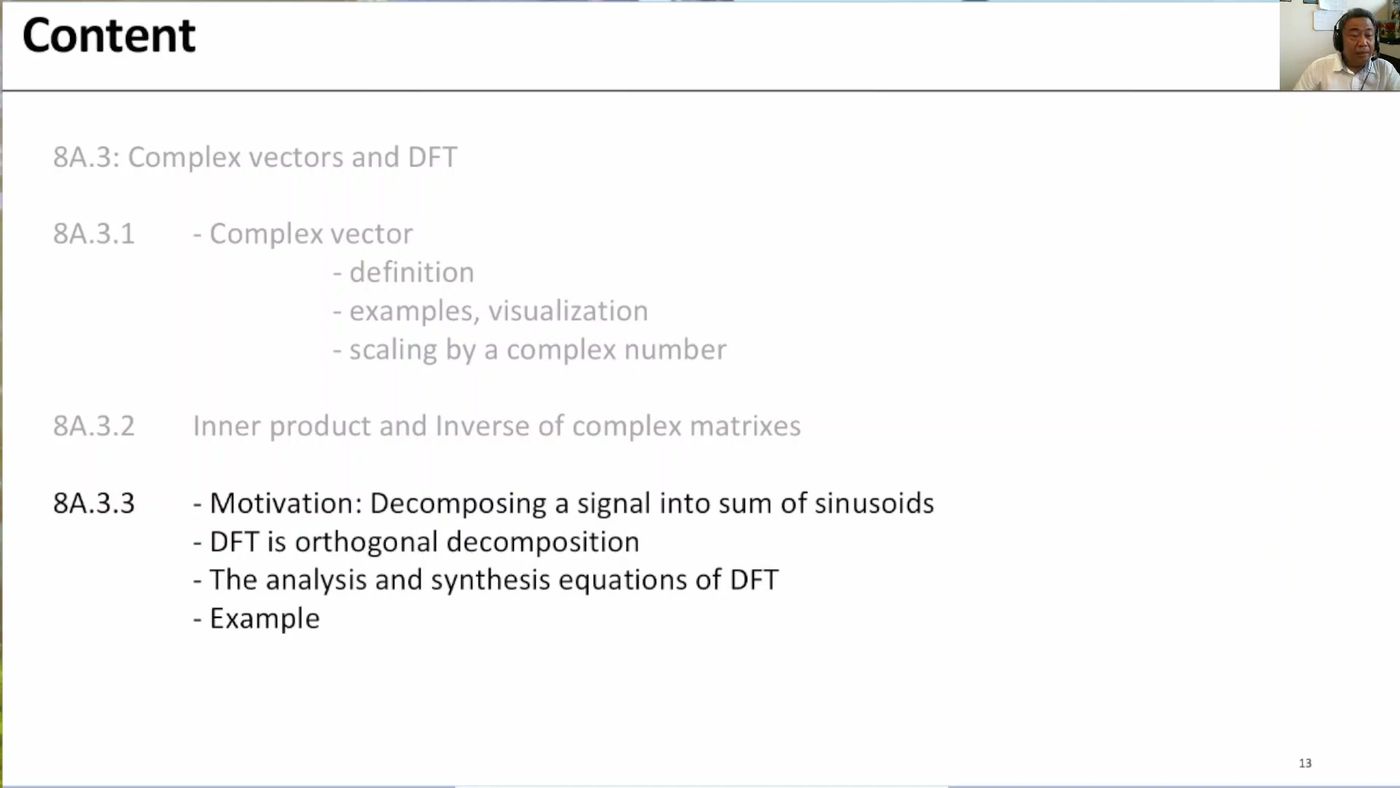 Content
8A.3: Complex vectors and DFT
8A.3.1 - Complex vector
- definition
- examples, visualization
- scaling by a complex number
8A.3.2 Inner product and Inverse of complex matrixes
8A.3.3 - Motivation: Decomposing a signal into sum of sinusoids
- DFT is orthogonal decomposition
- The analysis and synthesis equations of DFT
- Example
13